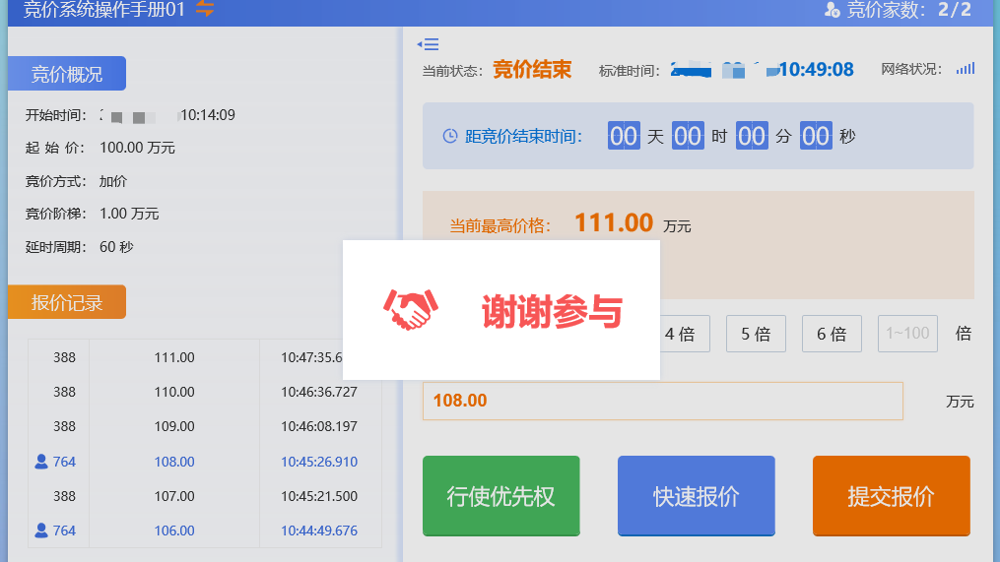 竞价系统操作手册01
竞价家数： 2/2
竞价概况
开始时间： 10:14:09
起 始 价： 100.00 万元
竞价方式： 加价
竞价阶梯： 1.00 万元
延时周期： 60 秒
报价记录
388 111.00 10:47:35.6
388 110.00 10:46:36.727
388 109.00 10:46:08.197
764 108.00 10:45:26.910
388 107.00 10:45:21.500
764 106.00 10:44:49.676
当前状态： 竞价结束 标准时间： 10:49:08 网络状况：
距竞价结束时间： 00 天 00 时 00 分 00 秒
当前最高价格： 111.00 万元
谢谢参与
4 倍 5 倍 6 倍 1~100 倍
108.00 万元
行使优先权 快速报价 提交报价